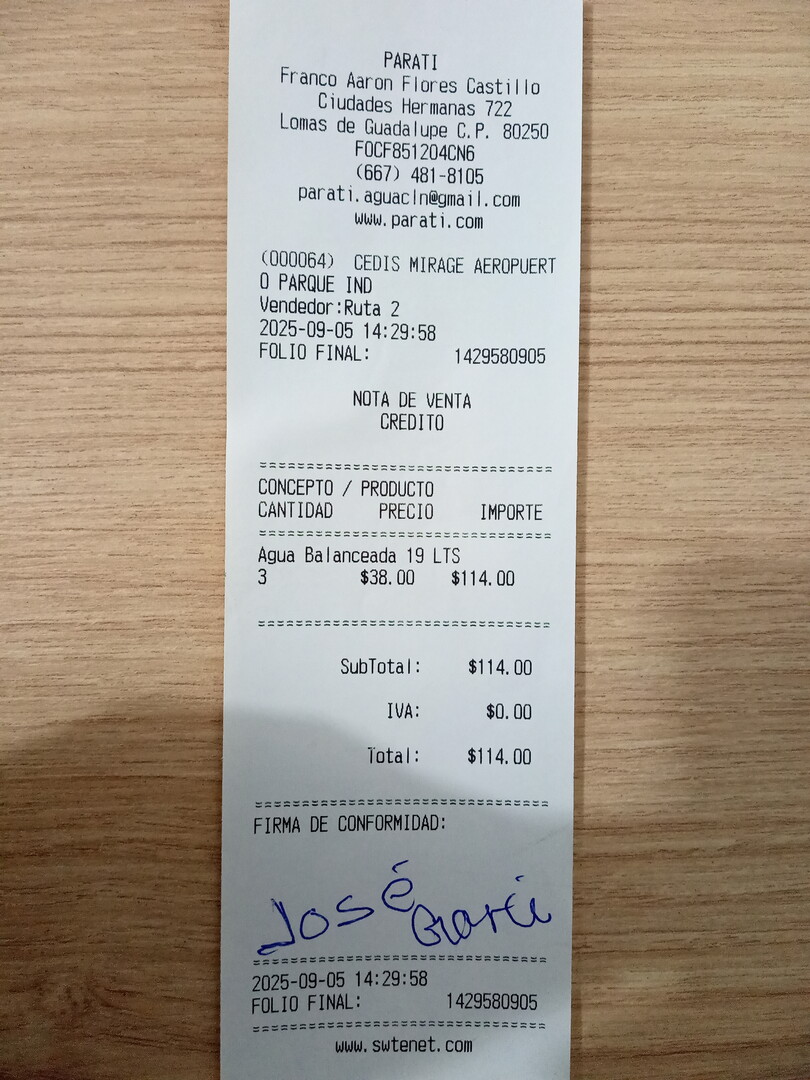 PARATI
Franco Aaron Flores Castillo
Ciudades Hermanas 722
Lomas de Guadalupe C.P. 80250
FOCF851204CN6
(667) 481-8105
parati.aguacln@gmail.com
www.parati.com
(000064) CEDIS MIRAGE AEROPUERT
O PARQUE IND
Vendedor:Ruta 2
2025-09-05 14:29:58
FOLIO FINAL: 1429580905
NOTA DE VENTA
CREDITO
================================
CONCEPTO / PRODUCTO
CANTIDAD PRECIO IMPORTE
================================
Agua Balanceada 19 LTS
3 $38.00 $114.00
================================
SubTotal: $114.00
IVA: $0.00
Total: $114.00
================================
FIRMA DE CONFORMIDAD:
José
================================
2025-09-05 14:29:58
FOLIO FINAL: 1429580905
================================
www.swtenet.com